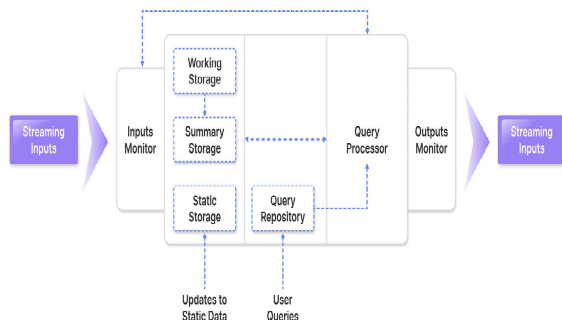 Working
Storage
Streaming
Inputs
Inputs
Monitor
Summary
Storage
Query
Processor
Outputs
Monitor
Streaming
Inputs
Static
Storage
Query
Repository
Updates to
Static Data
User
Queries